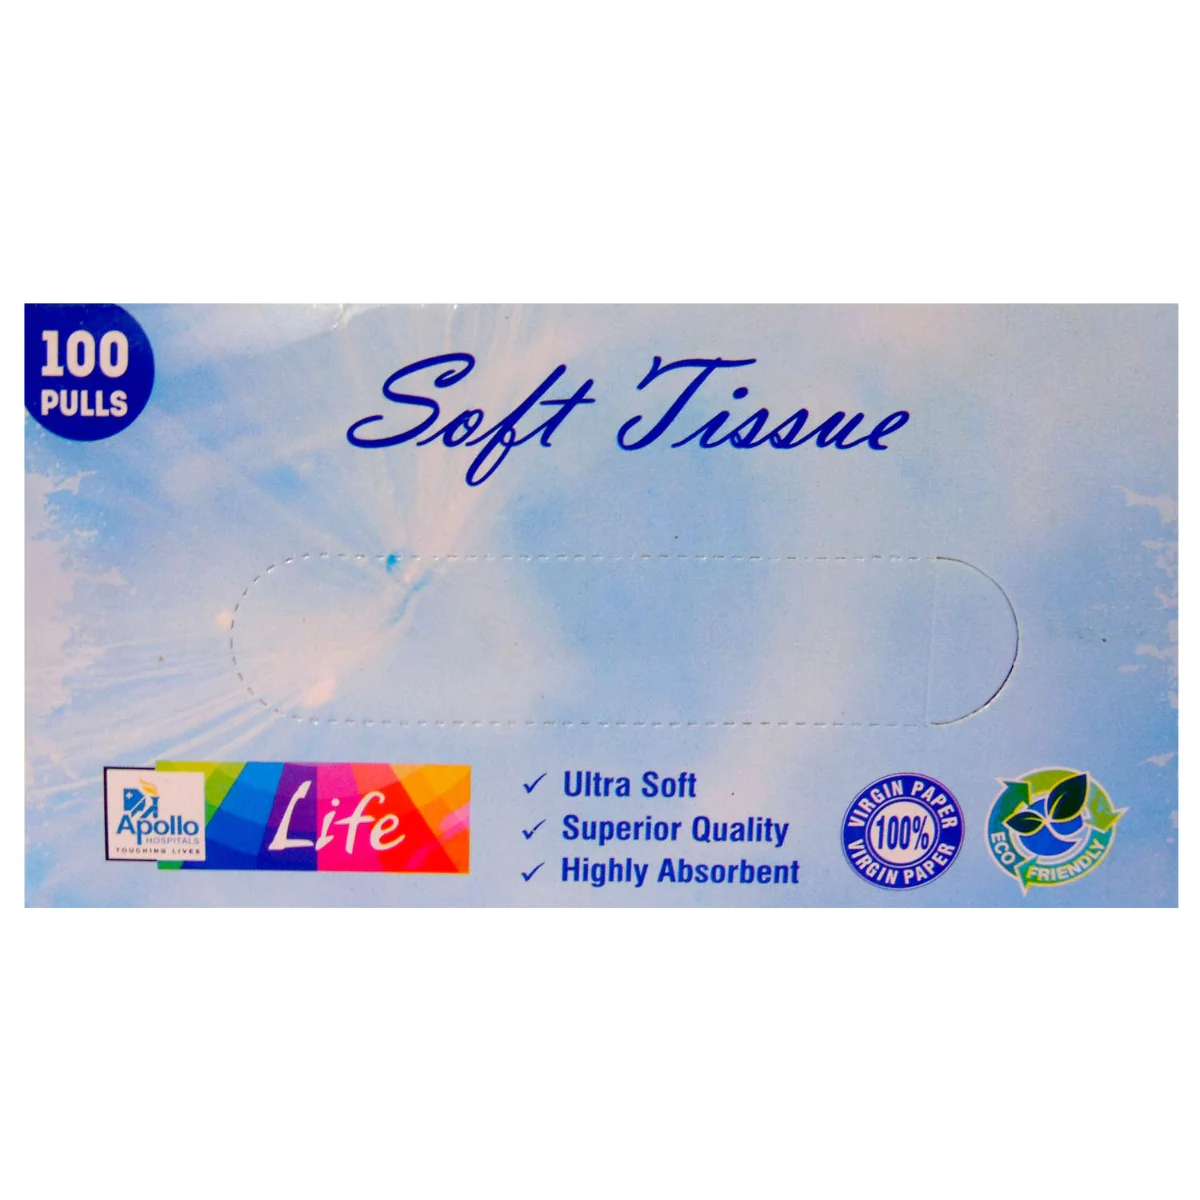 100
PULLS
Soft Tissue
Apollo
HOSPITALS
TOUCHING LIVES
Life
✓ Ultra Soft
✓ Superior Quality
✓ Highly Absorbent
VIRGIN PAPER
100%
VIRGIN PAPER
ECO FRIENDLY